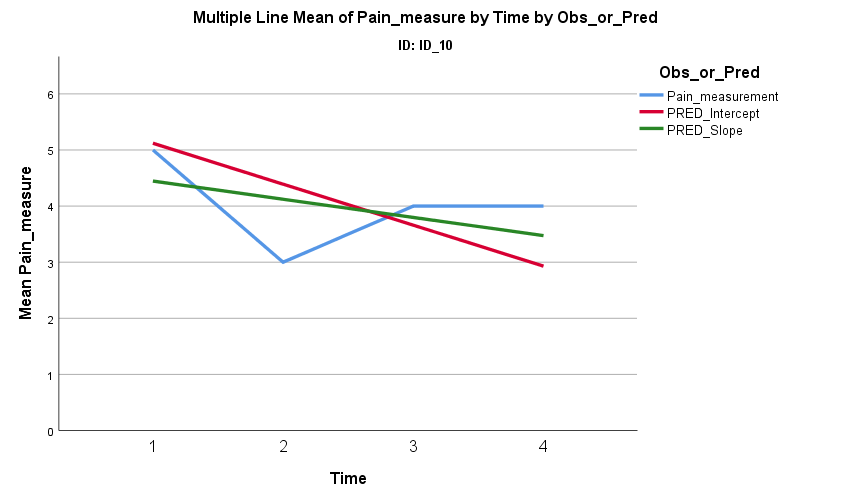 Multiple Line Mean of Pain_measure by Time by Obs_or_Pred
ID: ID_10
Obs_or_Pred
Pain_measurement
PRED_Intercept
PRED_Slope
Mean Pain_measure
6
5
4
3
2
1
0
1 2 3 4
Time